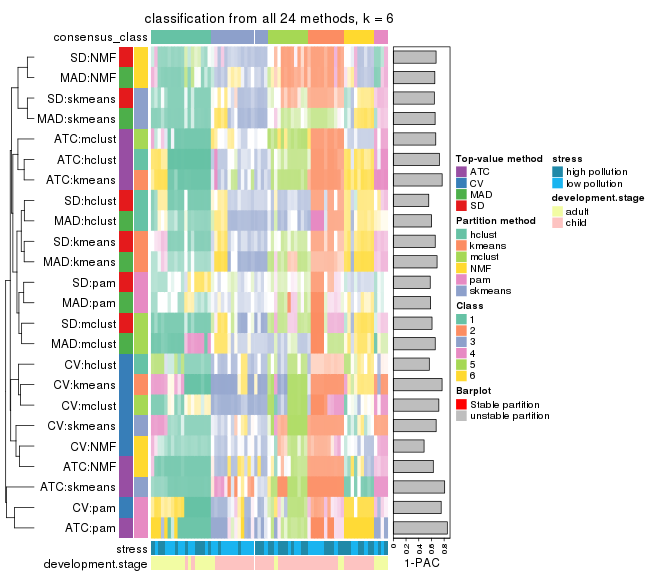 classification from all 24 methods, k = 6
consensus_class
SD:NMF
MAD:NMF
SD:skmeans
MAD:skmeans
ATC:mclust
ATC:hclust
ATC:kmeans
SD:hclust
MAD:hclust
SD:kmeans
MAD:kmeans
SD:pam
MAD:pam
SD:mclust
MAD:mclust
CV:hclust
CV:kmeans
CV:mclust
CV:skmeans
CV:NMF
ATC:NMF
ATC:skmeans
CV:pam
ATC:pam
stress
development.stage
0
0.2
0.4
0.6
0.8
1-PAC
Top-value method
ATC
CV
MAD
SD
Partition method
hclust
kmeans
mclust
NMF
pam
skmeans
Class
1
2
3
4
5
6
Barplot
Stable partition
unstable partition
stress
high pollution
low pollution
development.stage
adult
child